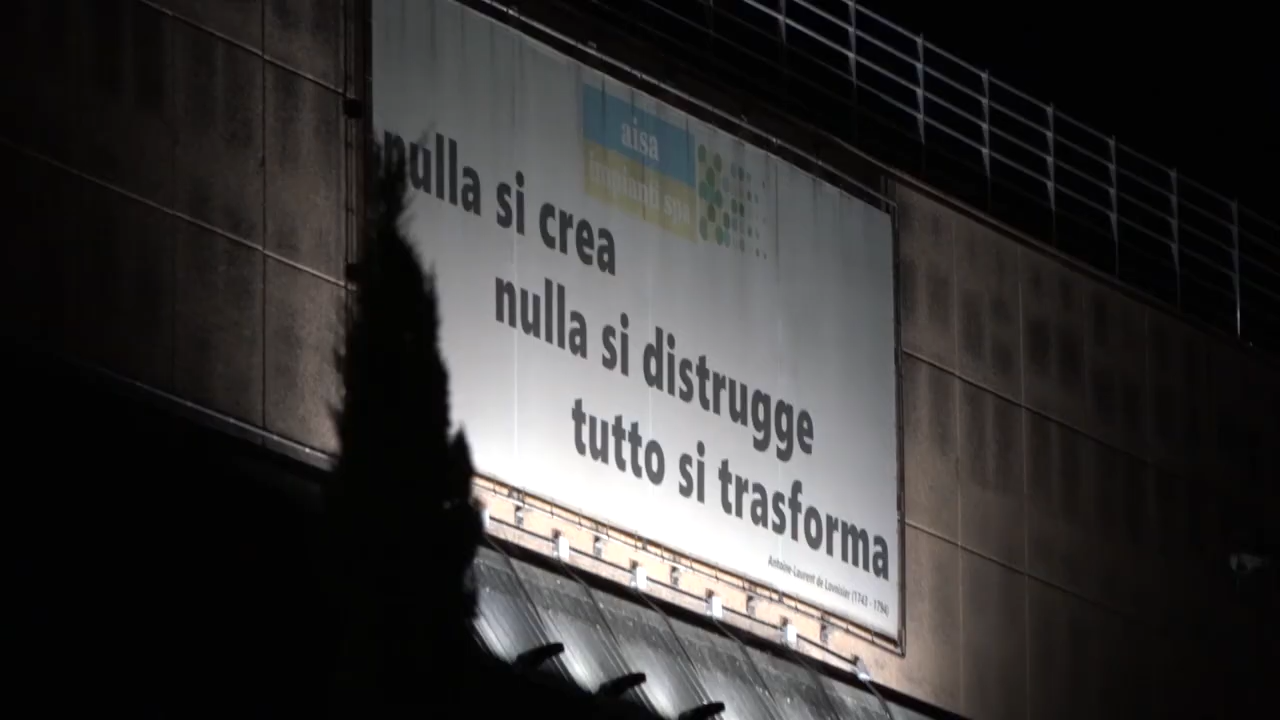 aisa
impianti spa
nulla si crea
nulla si distrugge
tutto si trasforma
Antoine-Laurent de Lavoisier (1743 - 1794)